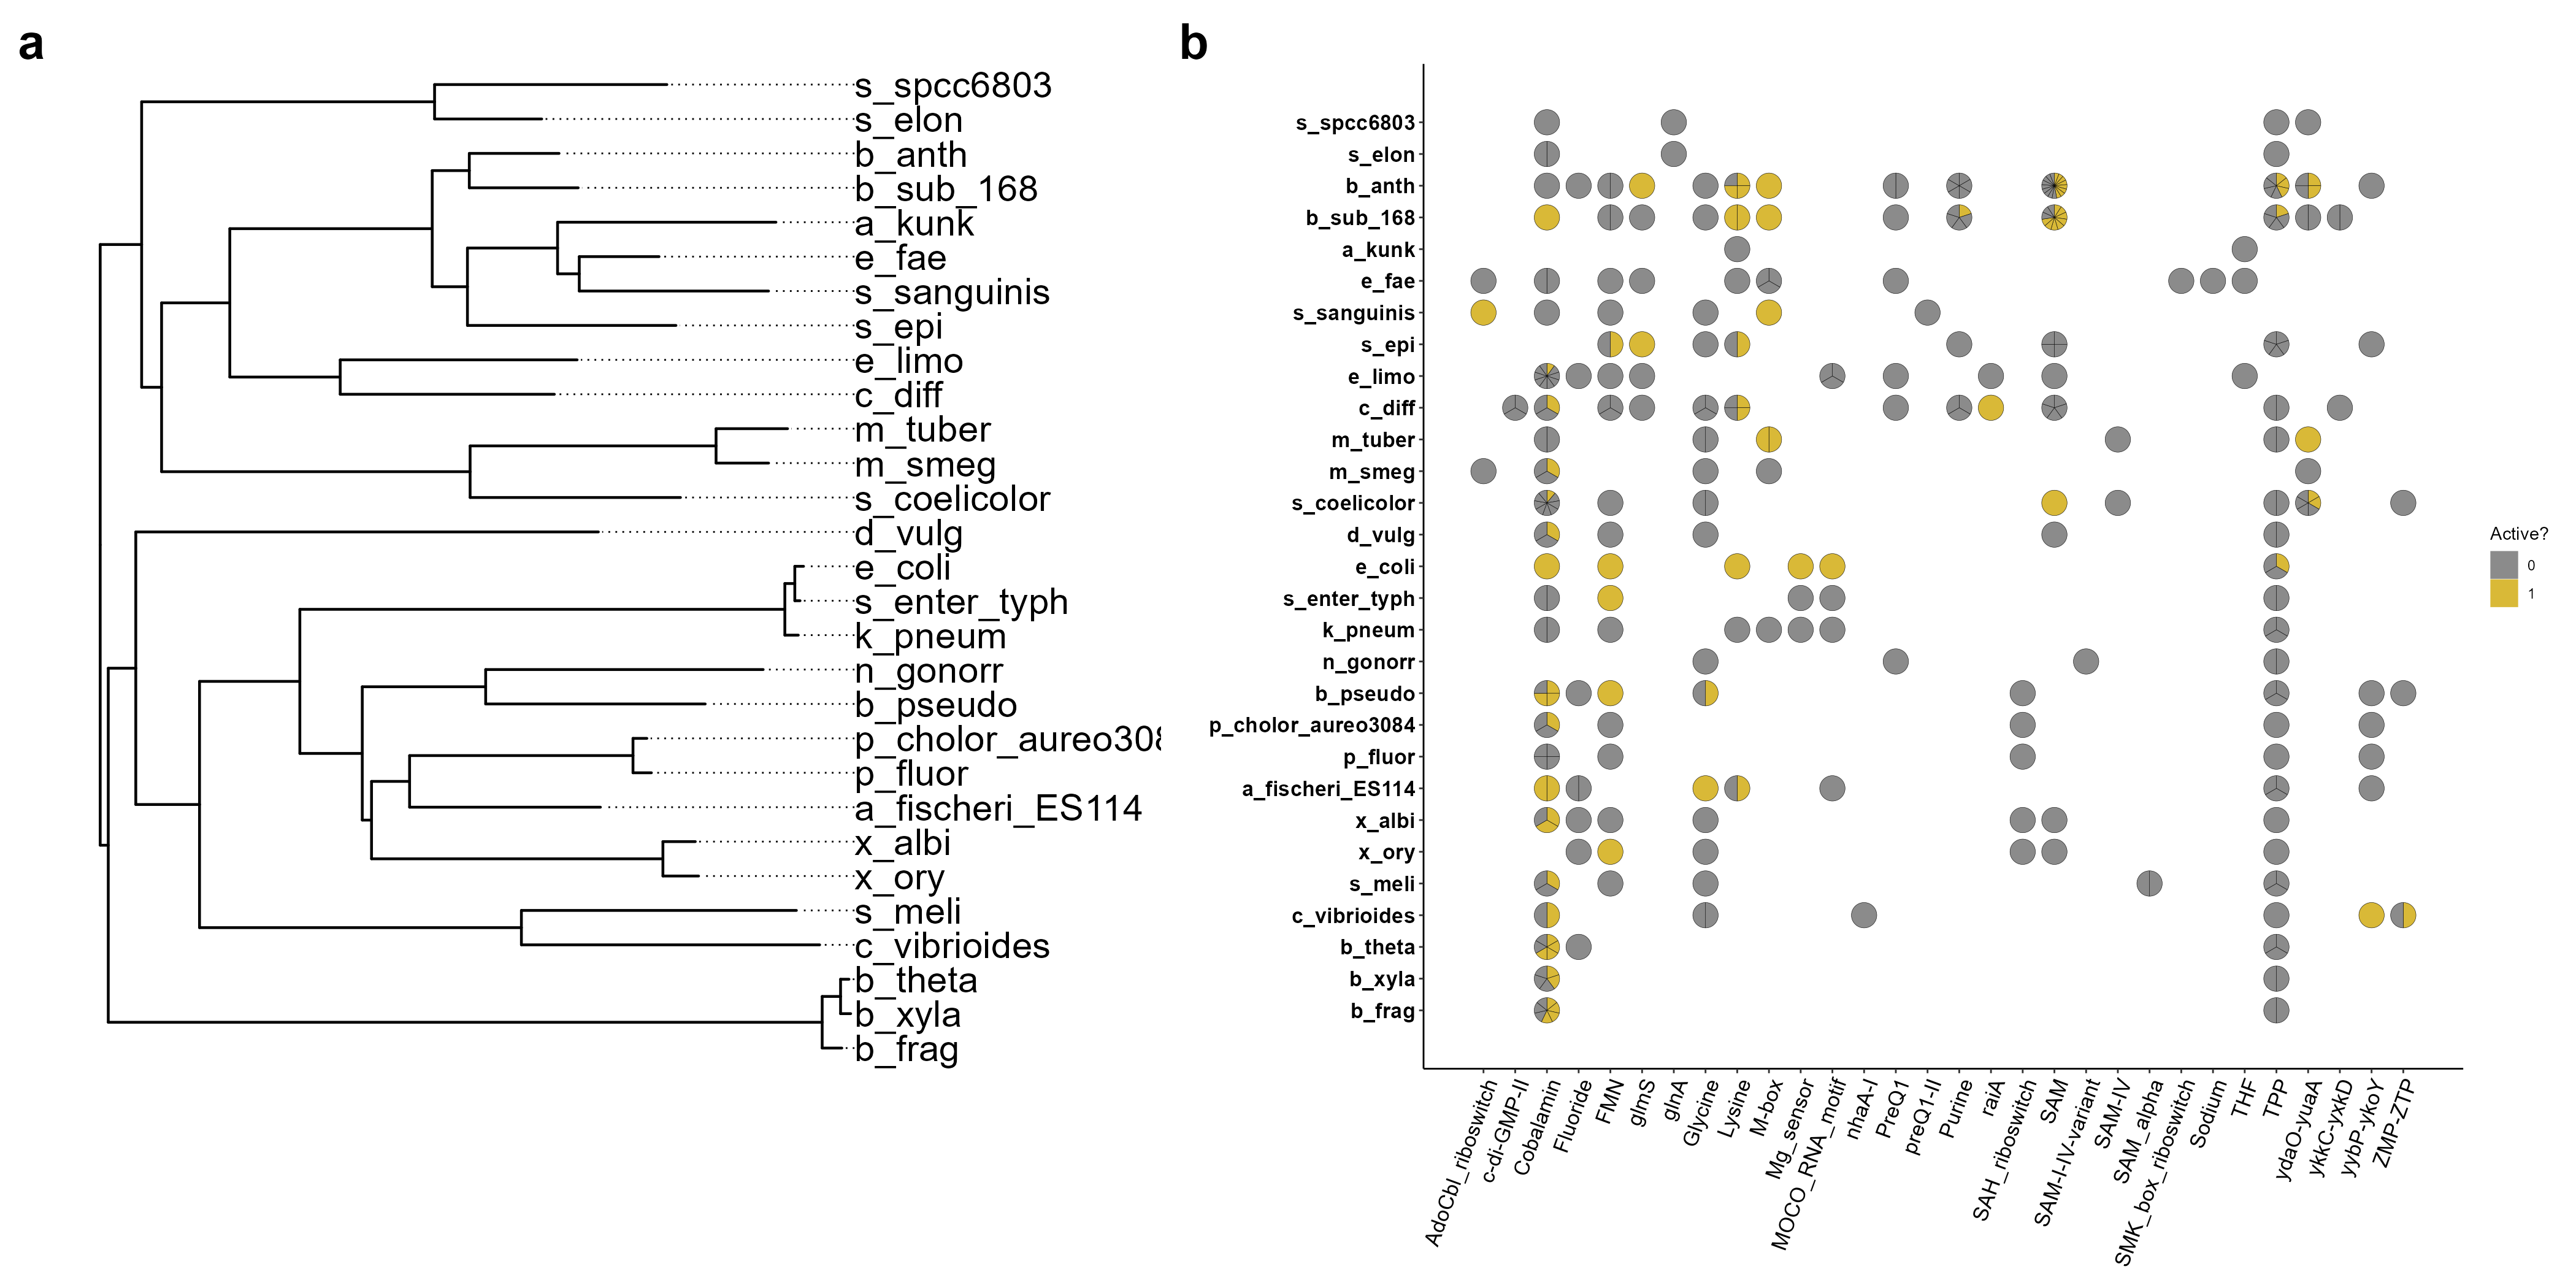 a
s_spcc6803
s_elon
b_anth
b_sub_168
a_kunk
e_fae
s_sanguinis
s_epi
e_limo
c_diff
m_tuber
m_smeg
s_coelicolor
d_vulg
e_coli
s_enter_typh
k_pneum
n_gonorr
b_pseudo
p_cholor_aureo308
p_fluor
a_fischeri_ES114
x_albi
x_ory
s_meli
c_vibrioides
b_theta
b_xyla
b_frag
b
s_spcc6803
s_elon
b_anth
b_sub_168
a_kunk
e_fae
s_sanguinis
s_epi
e_limo
c_diff
m_tuber
m_smeg
s_coelicolor
d_vulg
e_coli
s_enter_typh
k_pneum
n_gonorr
b_pseudo
p_cholor_aureo3084
p_fluor
a_fischeri_ES114
x_albi
x_ory
s_meli
c_vibrioides
b_theta
b_xyla
b_frag
AdoCbl_riboswitch
c-di-GMP-II
Cobalamin
Fluoride
FMN
glmS
glnA
Glycine
Lysine
M-box
Mg_sensor
MOCO_RNA_motif
nhaA-I
PreQ1
preQ1-II
Purine
raiA
SAH_riboswitch
SAM
SAM-I-IV-variant
SAM-IV
SAM_alpha
SMK_box_riboswitch
Sodium
THF
TPP
ydaO-yuaA
ykkC-yxkD
yybP-ykoY
ZMP-ZTP
Active?
0
1